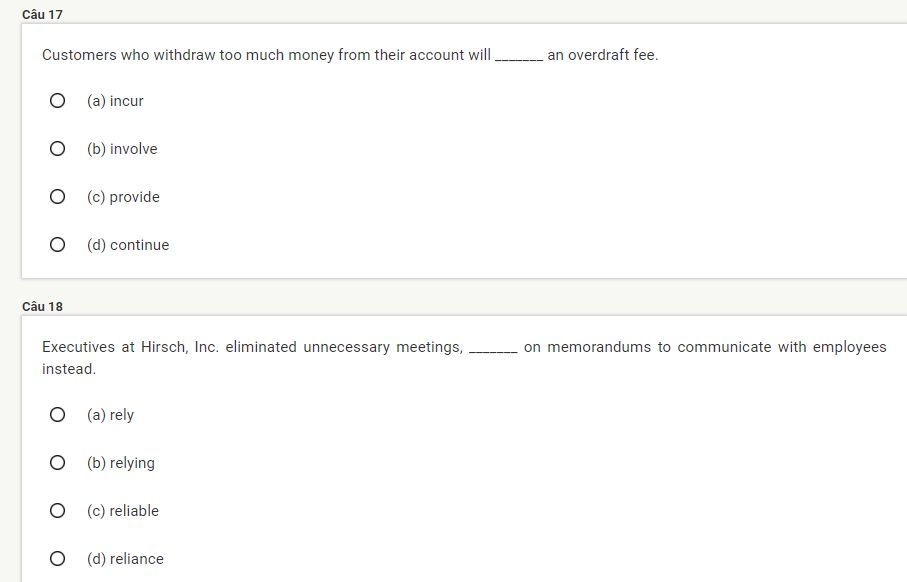 Câu 17
Customers who withdraw too much money from their account will _______ an overdraft fee.
(a) incur
(b) involve
(c) provide
(d) continue
Câu 18
Executives at Hirsch, Inc. eliminated unnecessary meetings, _______ on memorandums to communicate with employees
instead.
(a) rely
(b) relying
(c) reliable
(d) reliance